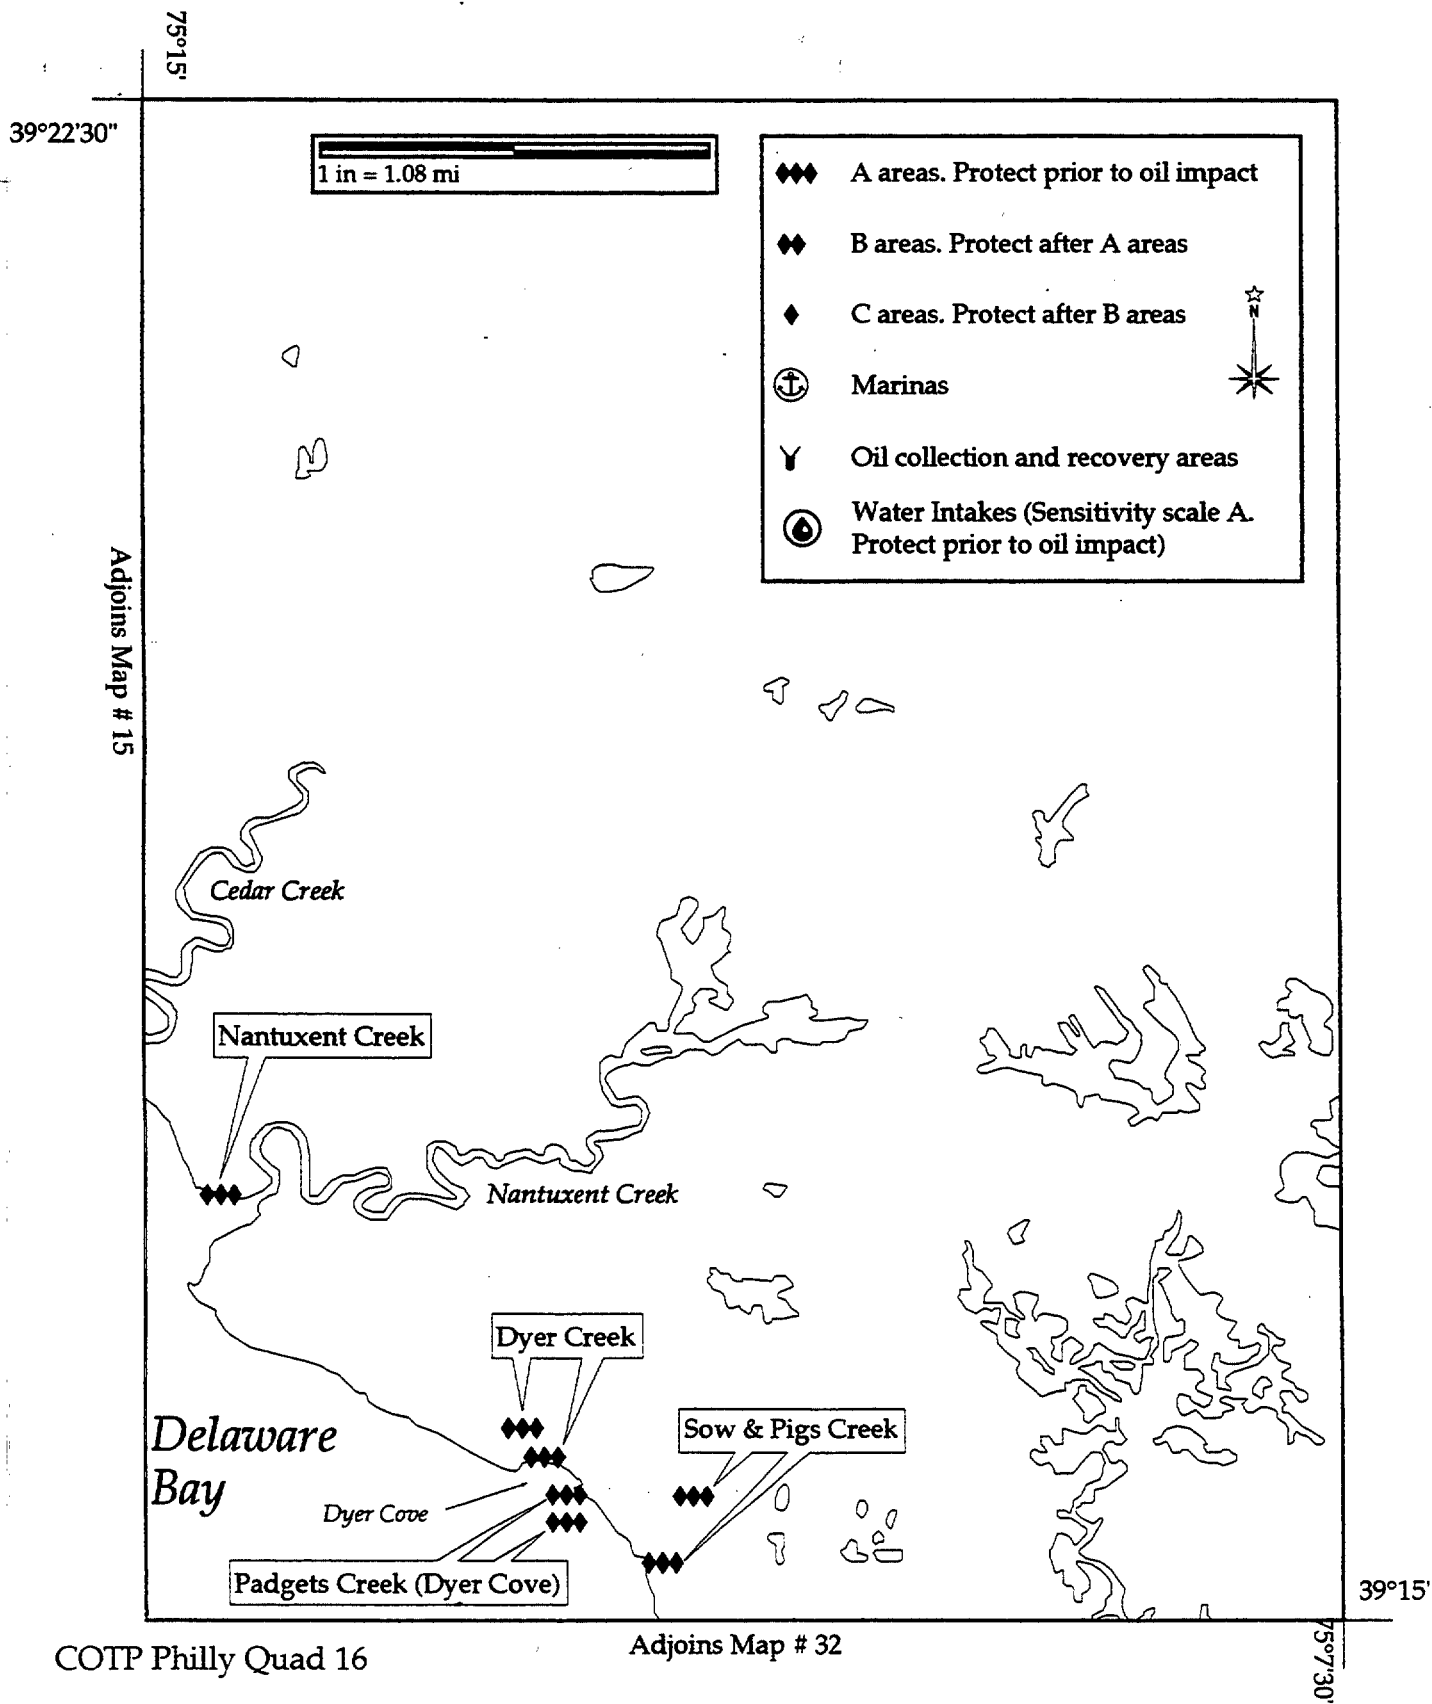 75°15'
39°22'30"
1 in = 1.08 mi
A areas. Protect prior to oil impact
B areas. Protect after A areas
C areas. Protect after B areas
N
Marinas
Oil collection and recovery areas
Water Intakes (Sensitivity scale A.
Protect prior to oil impact)
Adjoins Map # 15
Cedar Creek
Nantuxent Creek
Nantuxent Creek
Dyer Creek
Sow & Pigs Creek
Delaware
Bay
Dyer Cove
Padgets Creek (Dyer Cove)
39°15'
75°7'30'
Adjoins Map # 32
COTP Philly Quad 16